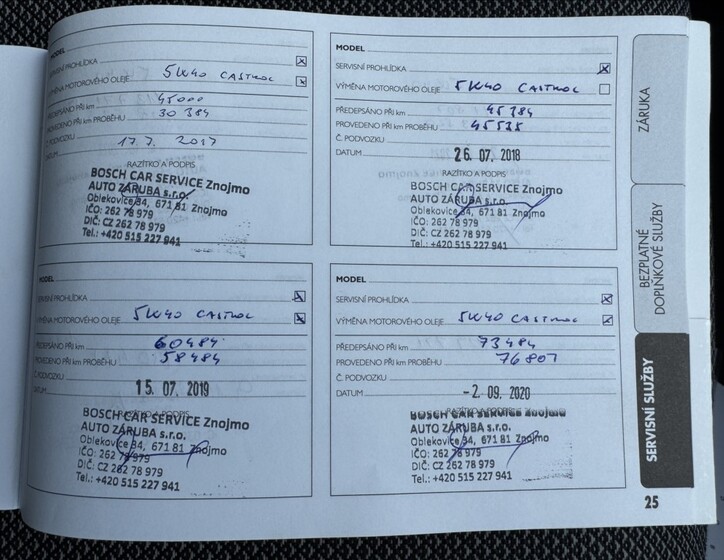 MODEL
SERVISNÍ PROHLÍDKA
VÝMĚNA MOTOROVÉHO OLEJE 5W40 CASTROL
PŘEDEPSÁNO PŘI km 45000
PROVEDENO PŘI km PROBĚHU 30 384
Č. PODVOZKU
DATUM 17.7. 2017
RAZÍTKO A PODPIS
BOSCH CAR SERVICE Znojmo
AUTO ZÁRUBA s.r.o.
Oblekovice 34, 671 81 Znojmo
IČO: 262 78 979
DIČ: CZ 262 78 979
Tel.: +420 515 227 941
MODEL
SERVISNÍ PROHLÍDKA
VÝMĚNA MOTOROVÉHO OLEJE 5W40 CASTROL
PŘEDEPSÁNO PŘI km 45384
PROVEDENO PŘI km PROBĚHU 45535
Č. PODVOZKU
DATUM 26. 07. 2018
RAZÍTKO A PODPIS
BOSCH CAR SERVICE Znojmo
AUTO ZÁRUBA s.r.o.
Oblekovice 34, 671 81 Znojmo
IČO: 262 78 979
DIČ: CZ 262 78 979
Tel.: +420 515 227 941
MODEL
SERVISNÍ PROHLÍDKA
VÝMĚNA MOTOROVÉHO OLEJE 5W40 CASTROL
PŘEDEPSÁNO PŘI km 60484
PROVEDENO PŘI km PROBĚHU 58484
Č. PODVOZKU
DATUM 15. 07. 2019
RAZÍTKO A PODPIS
BOSCH CAR SERVICE Znojmo
AUTO ZÁRUBA s.r.o.
Oblekovice 34, 671 81 Znojmo
IČO: 262 78 979
DIČ: CZ 262 78 979
Tel.: +420 515 227 941
MODEL
SERVISNÍ PROHLÍDKA
VÝMĚNA MOTOROVÉHO OLEJE 5W40 CASTROL
PŘEDEPSÁNO PŘI km 73484
PROVEDENO PŘI km PROBĚHU 76807
Č. PODVOZKU
DATUM -2. 09. 2020
RAZÍTKO A PODPIS
BOSCH CAR SERVICE Znojmo
AUTO ZÁRUBA s.r.o.
Oblekovice 34, 671 81 Znojmo
IČO: 262 78 979
DIČ: CZ 262 78 979
Tel.: +420 515 227 941
ZÁRUKA
BEZPLATNÉ
DOPLŇKOVÉ SLUŽBY
SERVISNÍ SLUŽBY
25